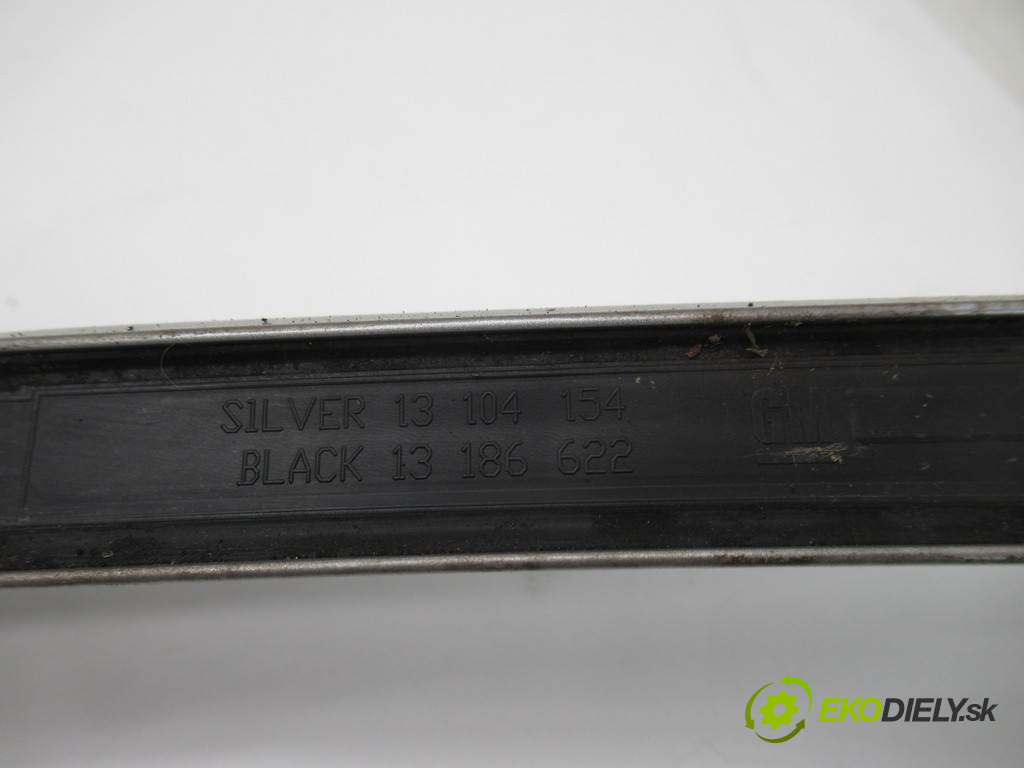 SILVER 13 104 154
BLACK 13 186 622
GM
EKODIELY.sk